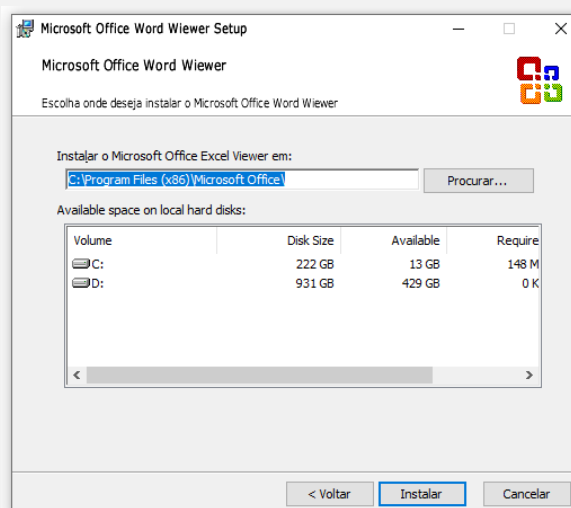 Microsoft Office Word Wiewer Setup
Microsoft Office Word Wiewer
Escolha onde deseja instalar o Microsoft Office Word Wiewer
Instalar o Microsoft Office Excel Viewer em:
C:\Program Files (x86)\Microsoft Office\
Procurar...
Available space on local hard disks:
Volume Disk Size Available Require
C: 222 GB 13 GB 148 M
D: 931 GB 429 GB 0 K
< Voltar Instalar Cancelar